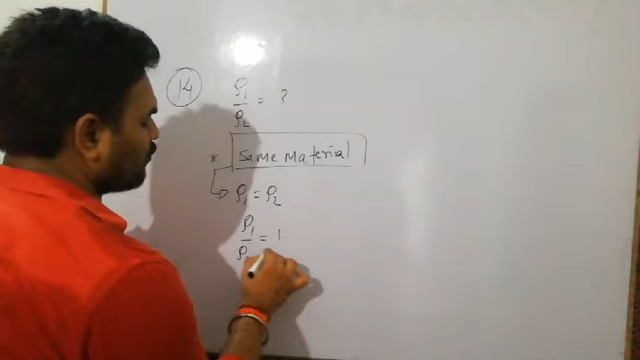 14
ρ₁/ρ₂ = ?
* Same Material
ρ₁ = ρ₂
ρ₁/ρ₂ = 1